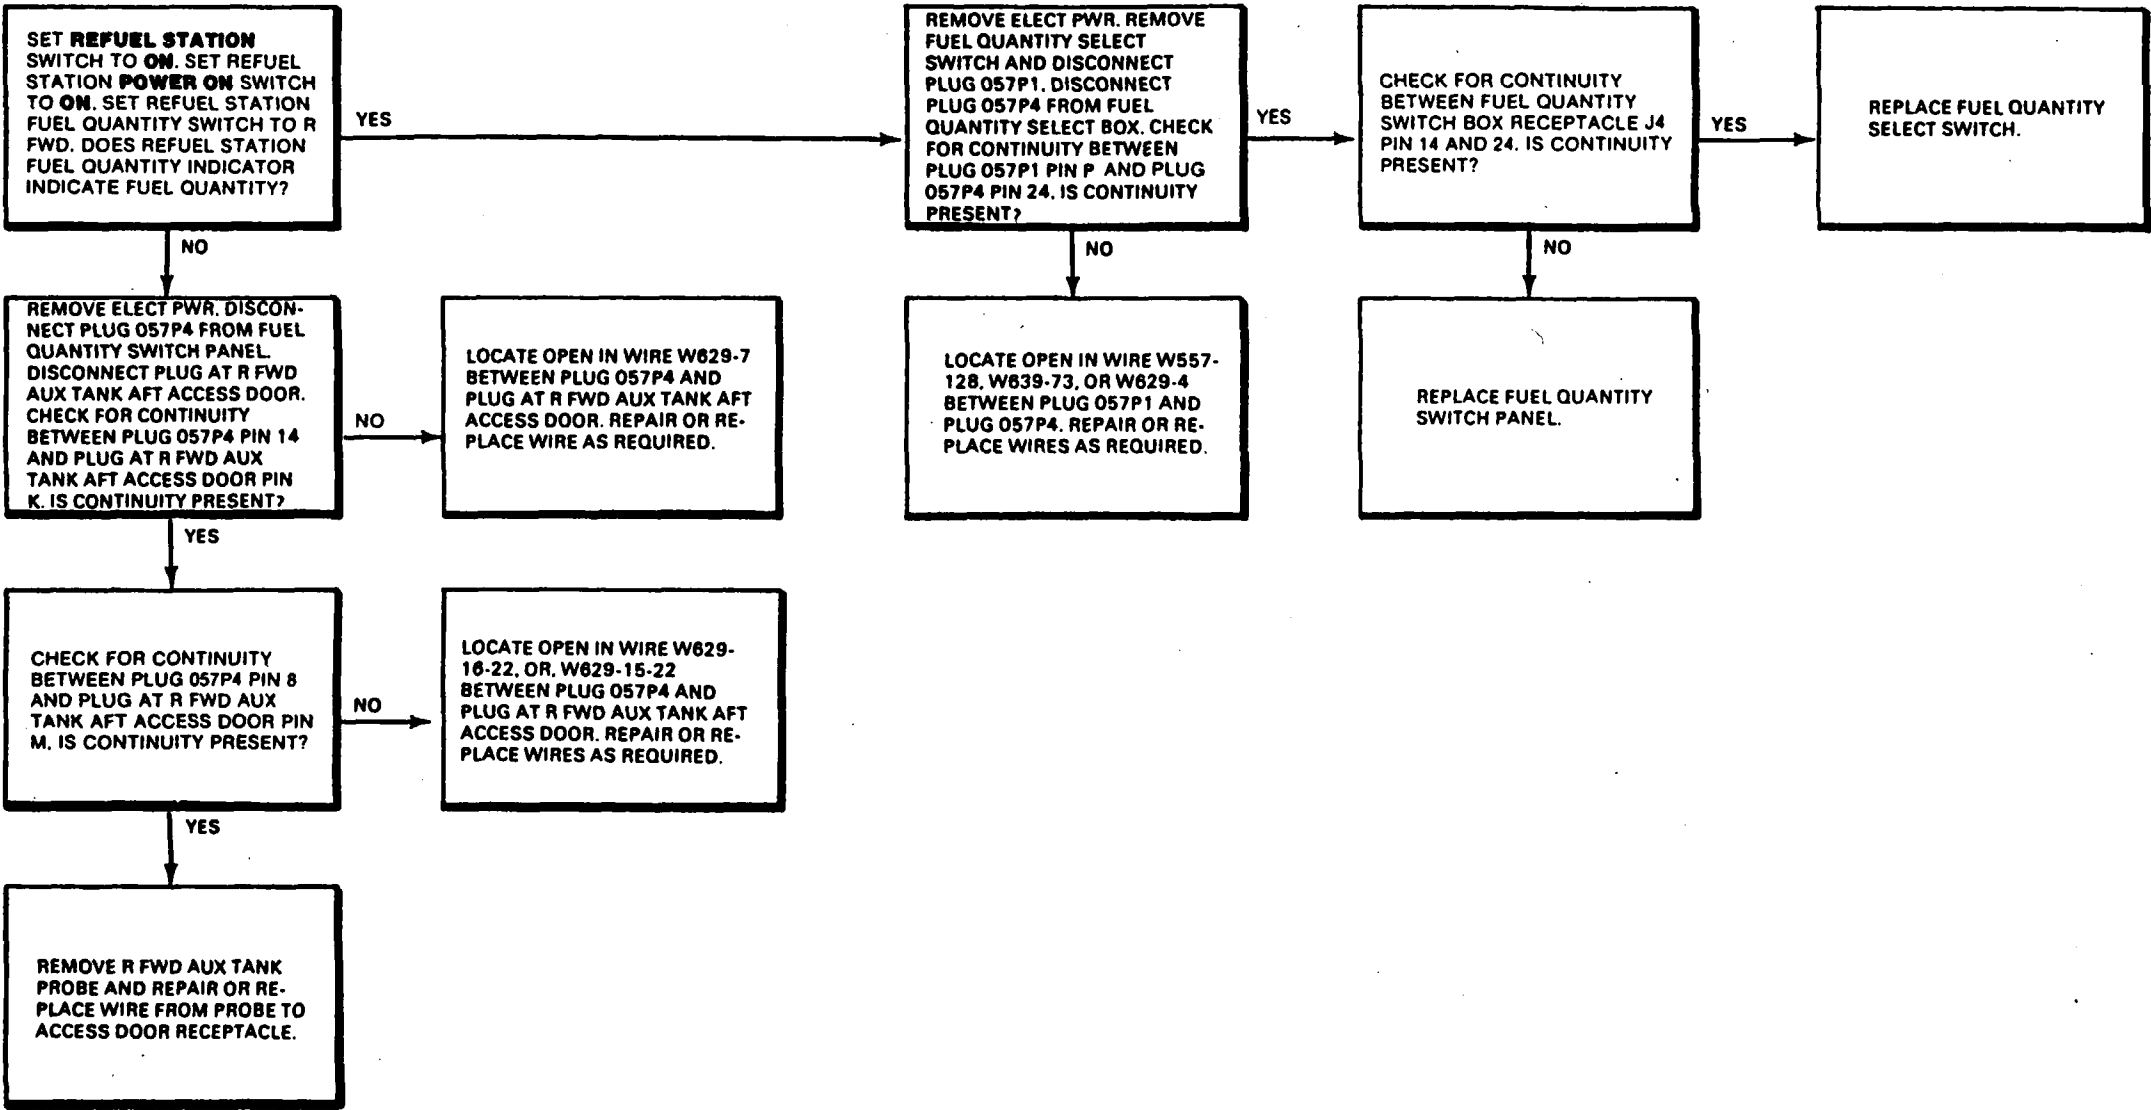 SET REFUEL STATION
SWITCH TO ON. SET REFUEL
STATION POWER ON SWITCH
TO ON. SET REFUEL STATION
FUEL QUANTITY SWITCH TO R
FWD. DOES REFUEL STATION
FUEL QUANTITY INDICATOR
INDICATE FUEL QUANTITY?
YES
REMOVE ELECT PWR. REMOVE
FUEL QUANTITY SELECT
SWITCH AND DISCONNECT
PLUG 057P1. DISCONNECT
PLUG 057P4 FROM FUEL
QUANTITY SELECT BOX. CHECK
FOR CONTINUITY BETWEEN
PLUG 057P1 PIN P AND PLUG
057P4 PIN 24. IS CONTINUITY
PRESENT?
YES
CHECK FOR CONTINUITY
BETWEEN FUEL QUANTITY
SWITCH BOX RECEPTACLE J4
PIN 14 AND 24. IS CONTINUITY
PRESENT?
YES
REPLACE FUEL QUANTITY
SELECT SWITCH.
NO
NO
NO
REMOVE ELECT PWR. DISCON-
NECT PLUG 057P4 FROM FUEL
QUANTITY SWITCH PANEL.
DISCONNECT PLUG AT R FWD
AUX TANK AFT ACCESS DOOR.
CHECK FOR CONTINUITY
BETWEEN PLUG 057P4 PIN 14
AND PLUG AT R FWD AUX
TANK AFT ACCESS DOOR PIN
K. IS CONTINUITY PRESENT?
NO
LOCATE OPEN IN WIRE W629-7
BETWEEN PLUG 057P4 AND
PLUG AT R FWD AUX TANK AFT
ACCESS DOOR. REPAIR OR RE-
PLACE WIRE AS REQUIRED.
LOCATE OPEN IN WIRE W557-
128, W639-73, OR W629-4
BETWEEN PLUG 057P1 AND
PLUG 057P4. REPAIR OR RE-
PLACE WIRES AS REQUIRED.
REPLACE FUEL QUANTITY
SWITCH PANEL.
YES
CHECK FOR CONTINUITY
BETWEEN PLUG 057P4 PIN 8
AND PLUG AT R FWD AUX
TANK AFT ACCESS DOOR PIN
M. IS CONTINUITY PRESENT?
NO
LOCATE OPEN IN WIRE W629-
16-22, OR, W629-15-22
BETWEEN PLUG 057P4 AND
PLUG AT R FWD AUX TANK AFT
ACCESS DOOR. REPAIR OR RE-
PLACE WIRES AS REQUIRED.
YES
REMOVE R FWD AUX TANK
PROBE AND REPAIR OR RE-
PLACE WIRE FROM PROBE TO
ACCESS DOOR RECEPTACLE.